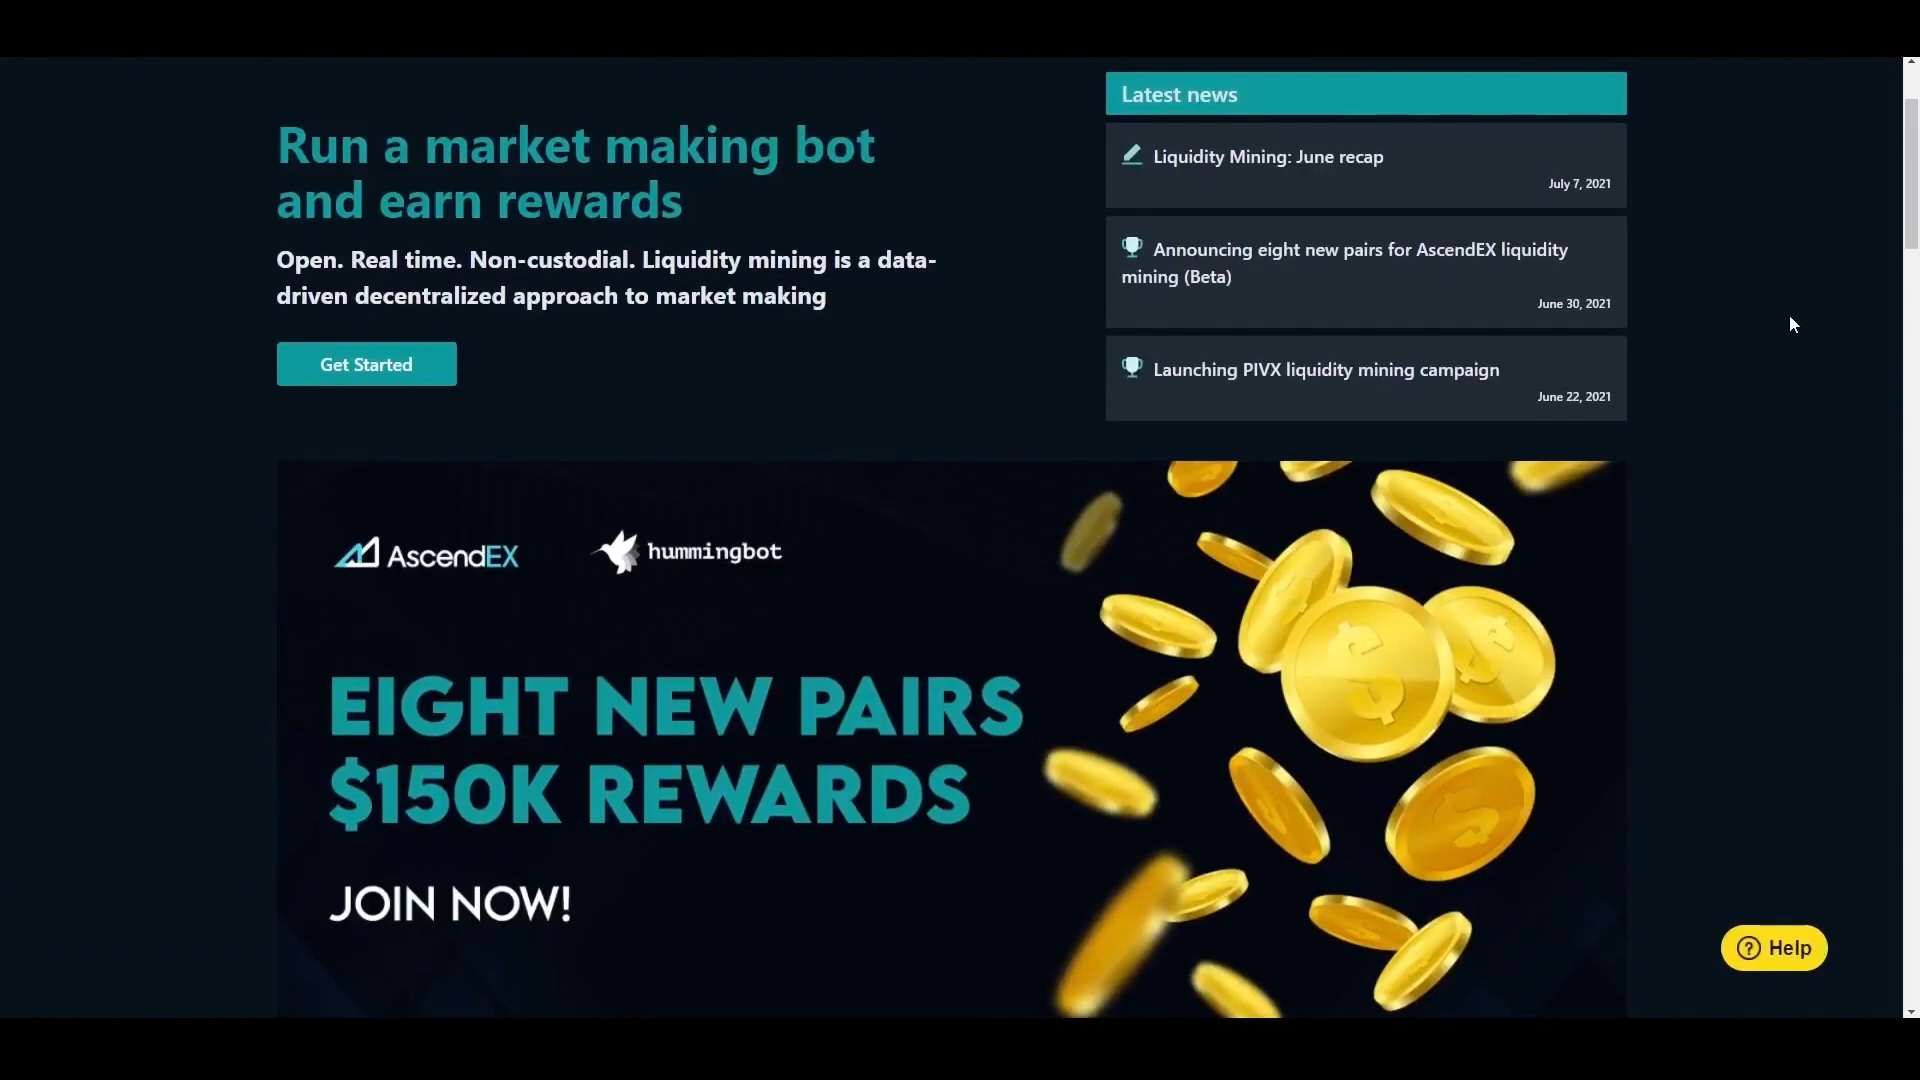 Run a market making bot
and earn rewards
Open. Real time. Non-custodial. Liquidity mining is a data-
driven decentralized approach to market making
Get Started
Latest news
Liquidity Mining: June recap
July 7, 2021
Announcing eight new pairs for AscendEX liquidity
mining (Beta)
June 30, 2021
Launching PIVX liquidity mining campaign
June 22, 2021
AscendEX
hummingbot
EIGHT NEW PAIRS
$150K REWARDS
JOIN NOW!
? Help